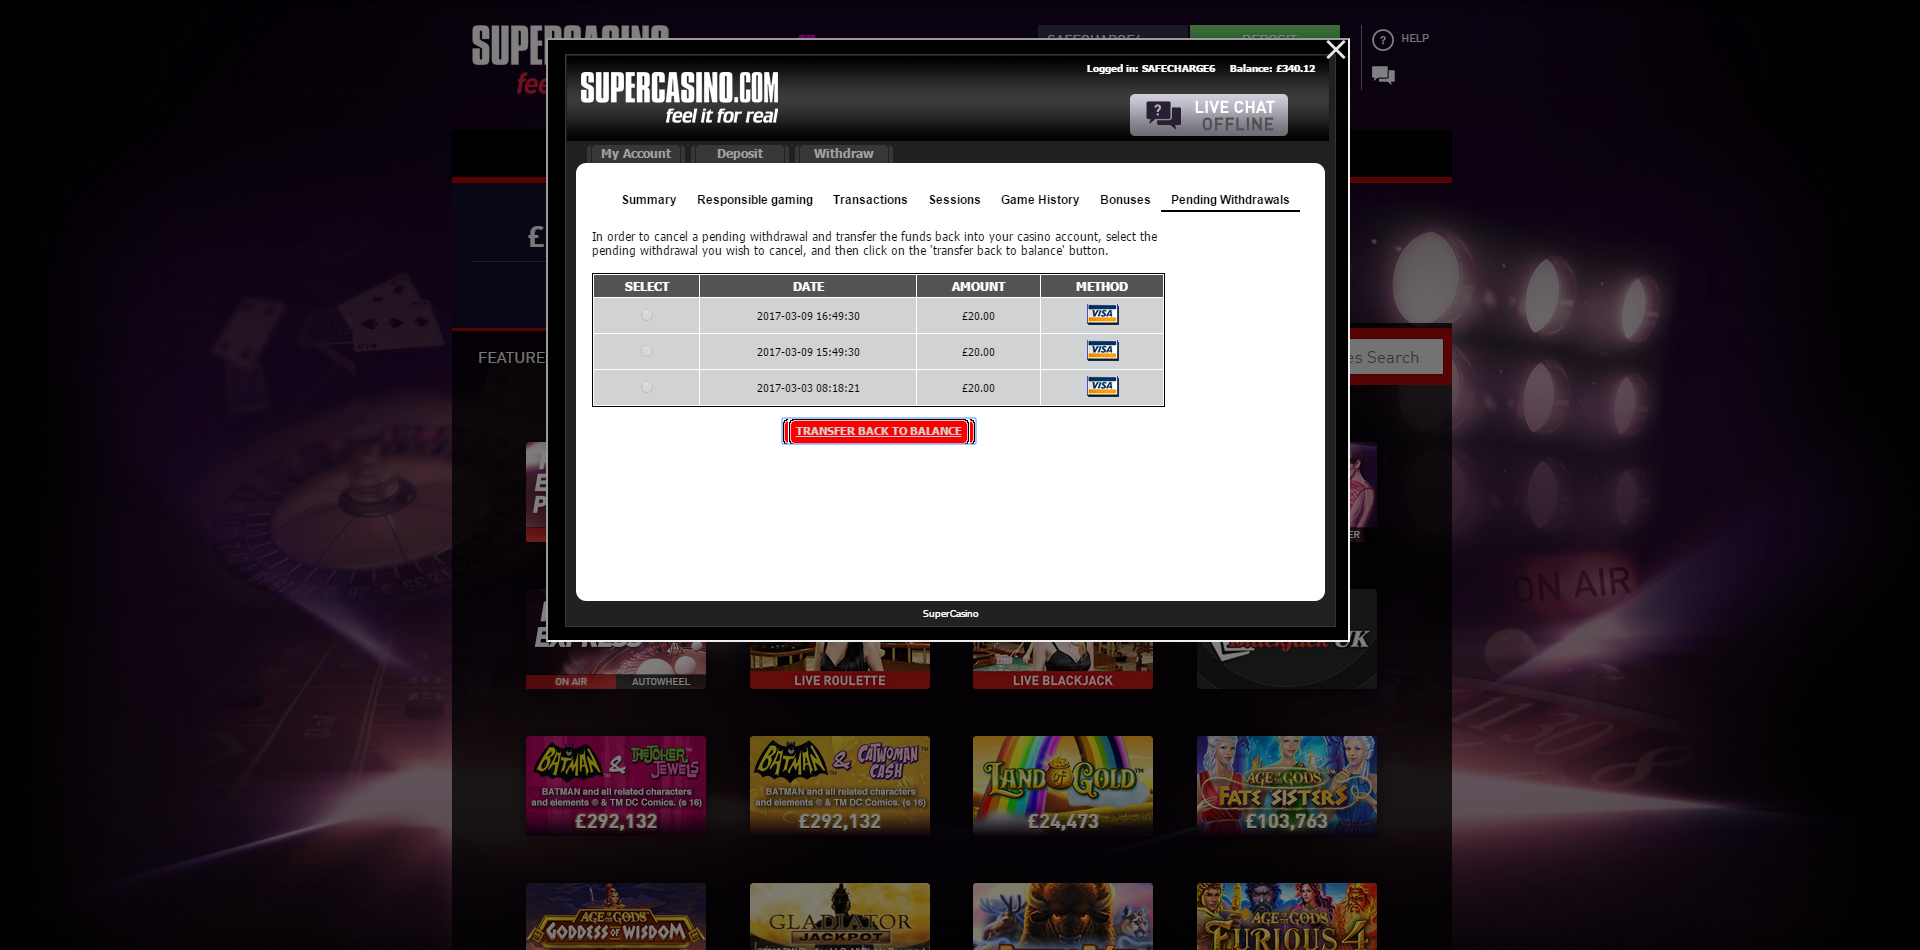 SAFECHARGE6
DEPOSIT
HELP
SUPERCASINO.COM
feel it for real
Logged in: SAFECHARGE6 Balance: £340.12
LIVE CHAT
OFFLINE
My Account Deposit Withdraw
Summary Responsible gaming Transactions Sessions Game History Bonuses Pending Withdrawals
In order to cancel a pending withdrawal and transfer the funds back into your casino account, select the
pending withdrawal you wish to cancel, and then click on the 'transfer back to balance' button.
SELECT DATE AMOUNT METHOD
2017-03-09 16:49:30 £20.00 VISA
2017-03-09 15:49:30 £20.00 VISA
2017-03-03 08:18:21 £20.00 VISA
TRANSFER BACK TO BALANCE
SuperCasino
£
FEATURE
es Search
ER
ON AIR
EXPRESS
ON AIR AUTOWHEEL
LIVE ROULETTE
LIVE BLACKJACK
Blackjack UK
BATMAN & THE JOKER JEWELS
BATMAN and all related characters
and elements © & TM DC Comics. (s 16)
£292,132
BATMAN & CATWOMAN CASH
BATMAN and all related characters
and elements © & TM DC Comics. (s 16)
£292,132
LAND OF GOLD
£24,473
AGE OF THE GODS
FATE SISTERS
£103,763
AGE OF THE GODS
GODDESS OF WISDOM
GLADIATOR
JACKPOT
AGE OF THE GODS
FURIOUS 4